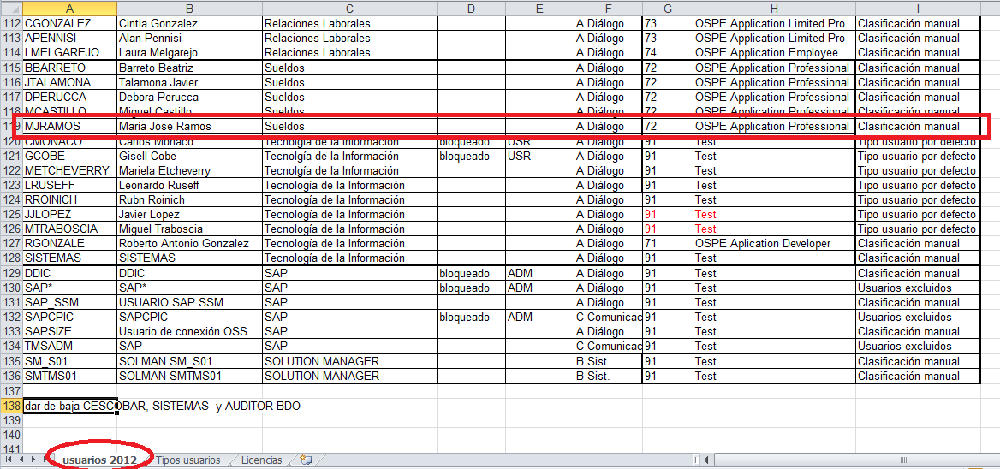 A B C D E F G H I
112 CGONZALEZ Cintia Gonzalez Relaciones Laborales A Diálogo 73 OSPE Application Limited Pro Clasificación manual
113 APENNISI Alan Pennisi Relaciones Laborales A Diálogo 73 OSPE Application Limited Pro Clasificación manual
114 LMELGAREJO Laura Melgarejo Relaciones Laborales A Diálogo 74 OSPE Application Employee Clasificación manual
115 BBARRETO Barreto Beatriz Sueldos A Diálogo 72 OSPE Application Professional Clasificación manual
116 JTALAMONA Talamona Javier Sueldos A Diálogo 72 OSPE Application Professional Clasificación manual
117 DPERUCCA Debora Perucca Sueldos A Diálogo 72 OSPE Application Professional Clasificación manual
118 MCASTILLO Miguel Castillo Sueldos A Diálogo 72 OSPE Application Professional Clasificación manual
119 MJRAMOS María Jose Ramos Sueldos A Diálogo 72 OSPE Application Professional Clasificación manual
120 CMONACO Carlos Monaco Tecnología de la Información bloqueado USR A Diálogo 91 Test Tipo usuario por defecto
121 GCOBE Gisell Cobe Tecnología de la Información bloqueado USR A Diálogo 91 Test Tipo usuario por defecto
122 METCHEVERRY Mariela Etcheverry Tecnolgía de la Información A Diálogo 91 Test Tipo usuario por defecto
123 LRUSEFF Leonardo Ruseff Tecnología de la Información A Diálogo 91 Test Tipo usuario por defecto
124 RROINICH Rubn Roinich Tecnología de la Información A Diálogo 91 Test Tipo usuario por defecto
125 JJLOPEZ Javier Lopez Tecnología de la Información A Diálogo 91 Test Tipo usuario por defecto
126 MTRABOSCIA Miguel Traboscia Tecnología de la Información A Diálogo 91 Test Tipo usuario por defecto
127 RGONZALE Roberto Antonio Gonzalez Tecnología de la Información A Diálogo 71 OSPE Aplication Developer Clasificación manual
128 SISTEMAS SISTEMAS Tecnología de la Información A Diálogo 91 Test Clasificación manual
129 DDIC DDIC SAP bloqueado ADM A Diálogo 91 Test Clasificación manual
130 SAP* SAP* SAP bloqueado ADM A Diálogo 91 Test Usuarios excluidos
131 SAP_SSM USUARIO SAP SSM SAP A Diálogo 91 Test Clasificación manual
132 SAPCPIC SAPCPIC SAP bloqueado ADM C Comunicac 91 Test Usuarios excluidos
133 SAPSIZE Usuario de conexión OSS SAP A Diálogo 91 Test Clasificación manual
134 TMSADM SAP SAP C Comunicac 91 Test Usuarios excluidos
135 SM_S01 SOLMAN SM_S01 SOLUTION MANAGER B Sist. 91 Test Clasificación manual
136 SMTMS01 SOLMAN SMTMS01 SOLUTION MANAGER B Sist. 91 Test Clasificación manual
137
138 dar de baja CESCOBAR, SISTEMAS y AUDITOR BDO
139
140
141
usuarios 2012 Tipos usuarios Licencias